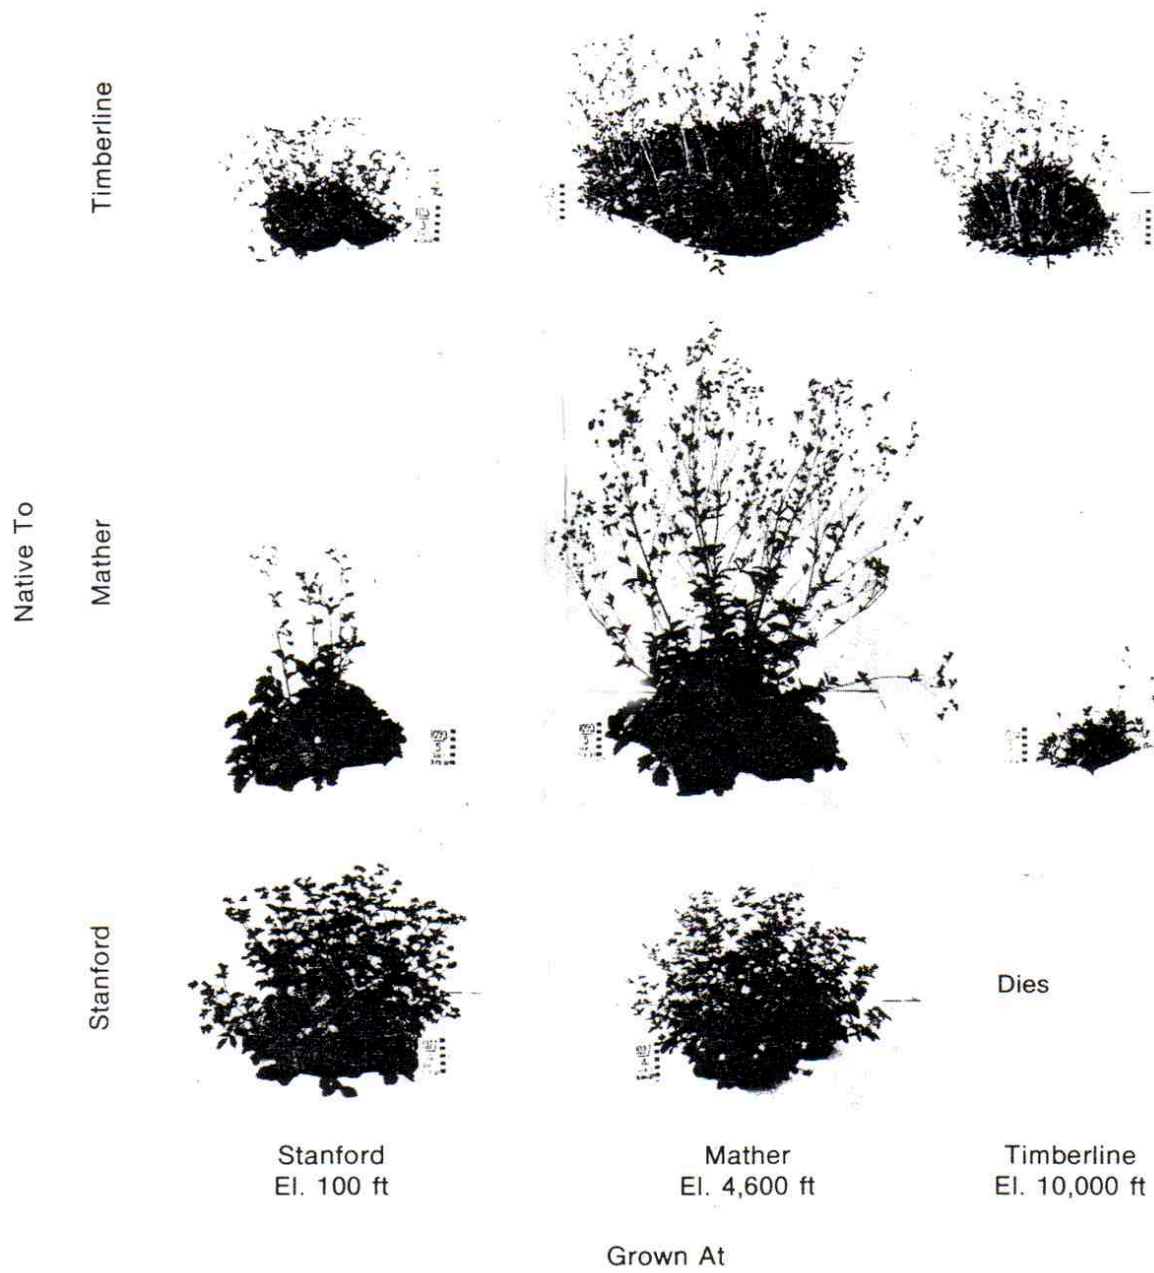 Timberline
Native To
Mather
Stanford
Dies
Stanford
El. 100 ft
Mather
El. 4,600 ft
Timberline
El. 10,000 ft
Grown At